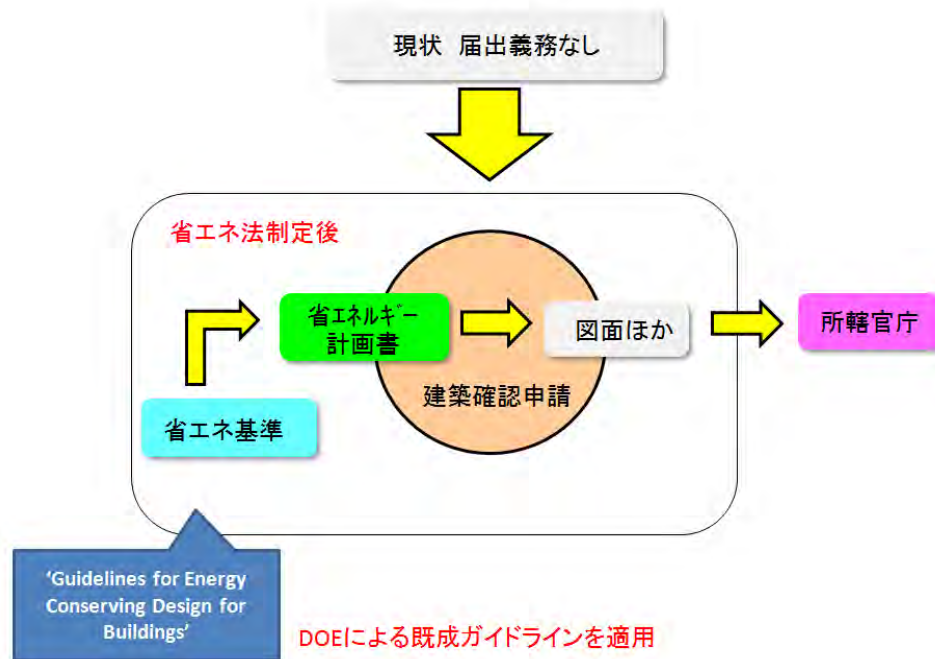 現状 届出義務なし
省エネ法制定後
省エネルギー
計画書
図面ほか
所轄官庁
建築確認申請
省エネ基準
‘Guidelines for Energy
Conserving Design for
Buildings’
DOEによる既成ガイドラインを適用